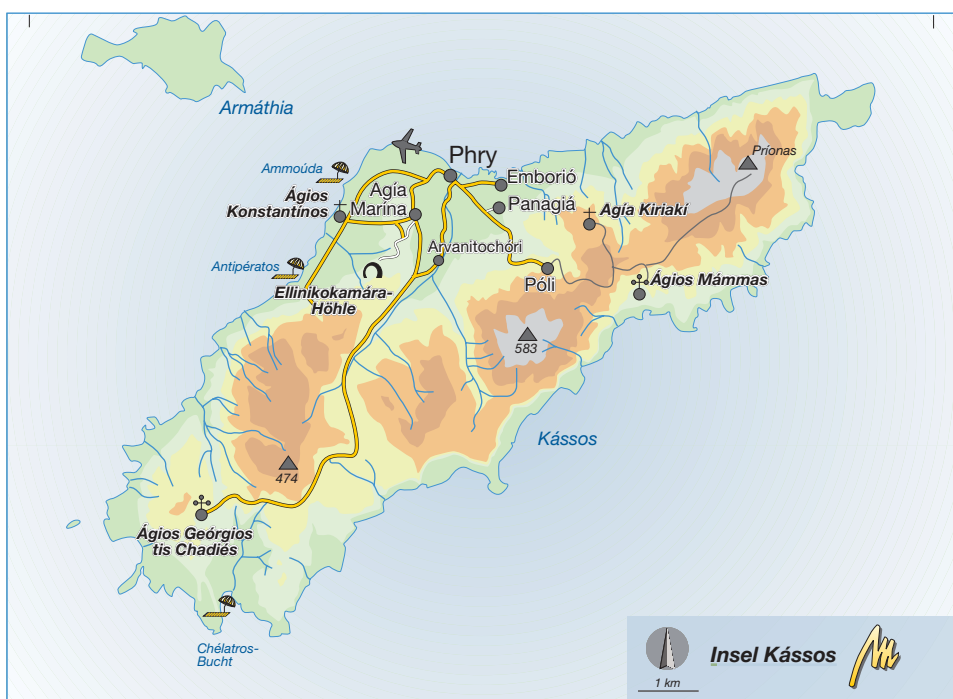 Armáthia
Ammoúda
Ágios
Konstantínos
Agía
Marína
Phry
Emborió
Panagiá
Agía Kiriakí
Príonas
Antipératos
Ellinikokamára-
Höhle
Arvanitochóri
Póli
Ágios Mámmas
583
Kássos
474
Ágios Geórgios
tis Chadiés
Chélatros-
Bucht
1 km
Insel Kássos